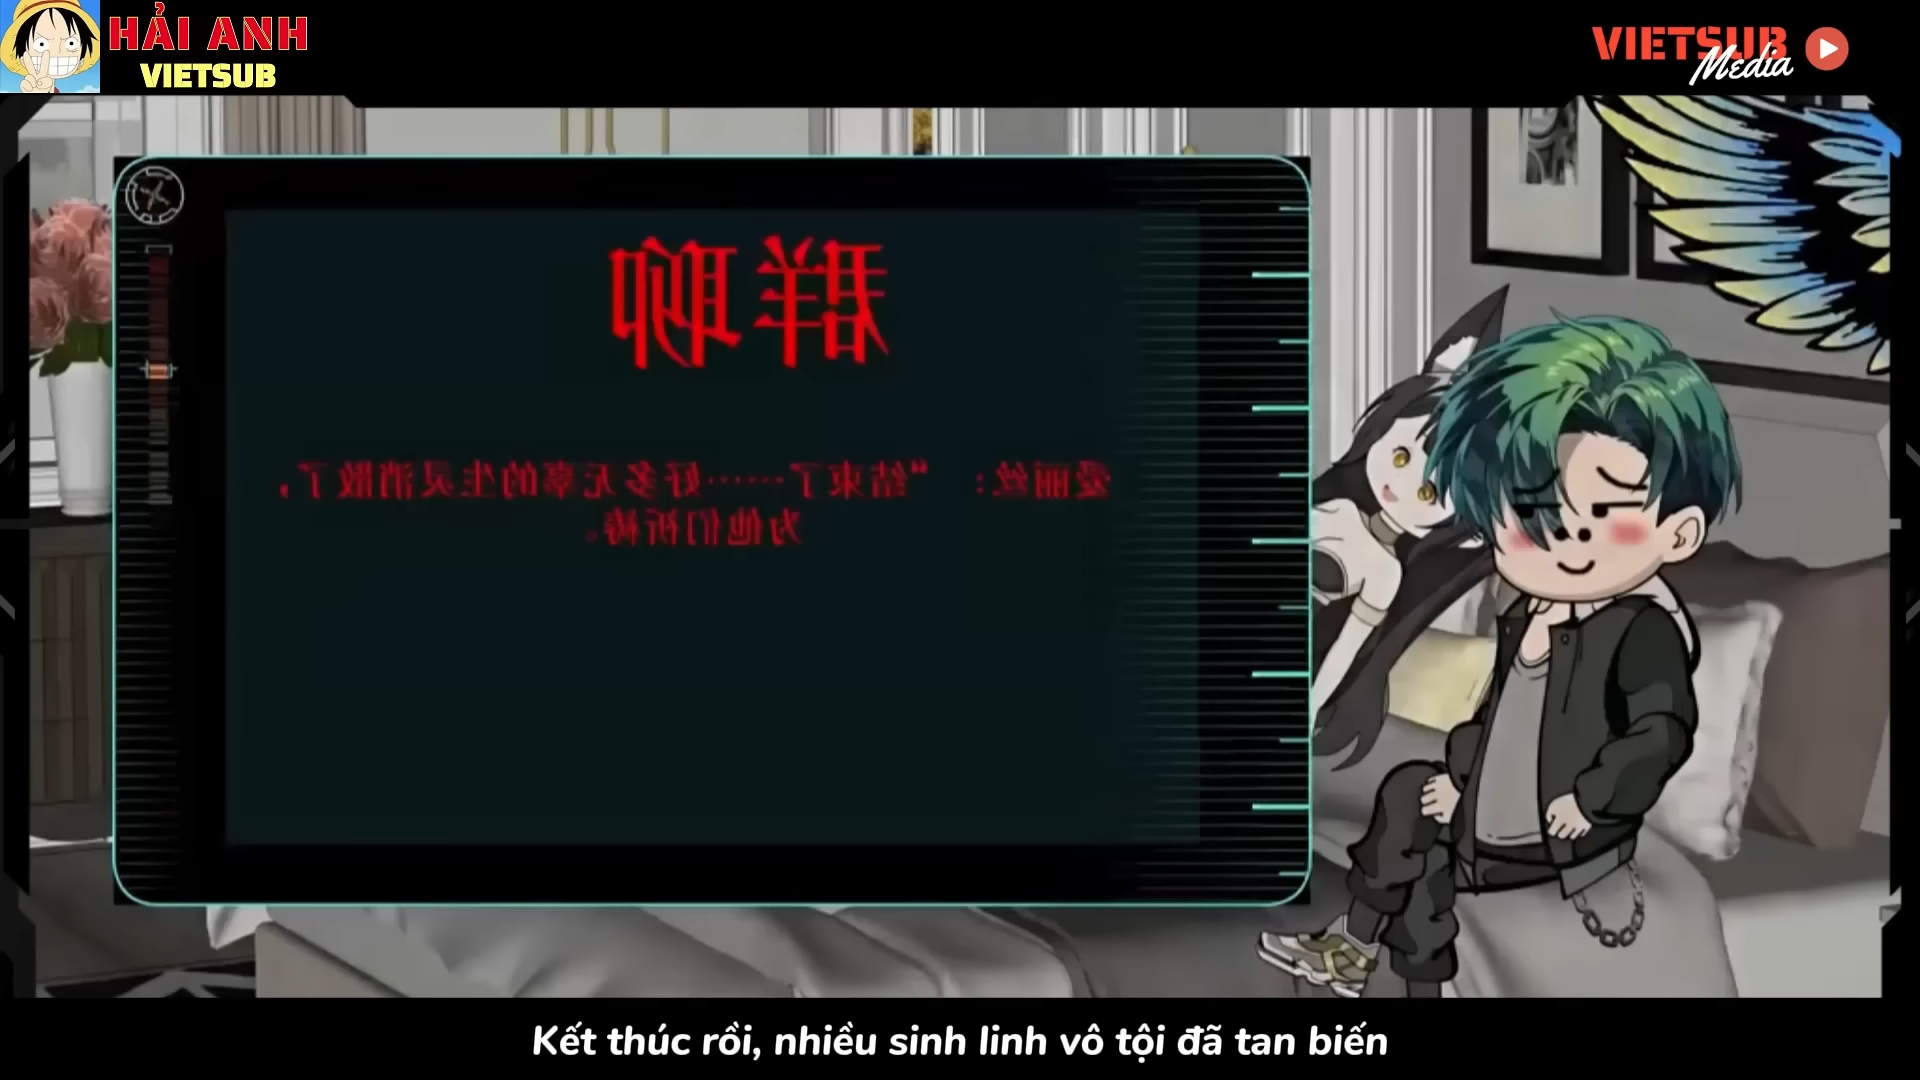 HẢI ANH
VIETSUB
VIETSUB
Media
群聊
爱丽丝：“结束了……好多无辜的生灵消散了，
为他们祈祷。
Kết thúc rồi, nhiều sinh linh vô tội đã tan biến